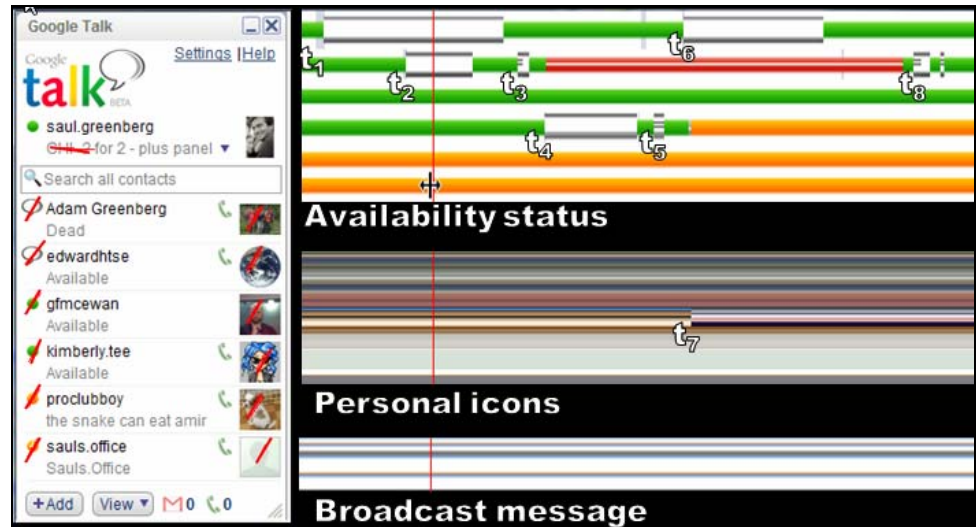 Google Talk
Settings | Help
Google
talk
BETA
saul.greenberg
CHI 2 for 2 - plus panel
Search all contacts
Adam Greenberg
Dead
edwardhtse
Available
gfmcewan
Available
kimberly.tee
Available
proclubboy
the snake can eat amir
sauls.office
Sauls.Office
+Add
View
0
0
t1
t2
t3
t4
t5
t6
t8
Availability status
t7
Personal icons
Broadcast message